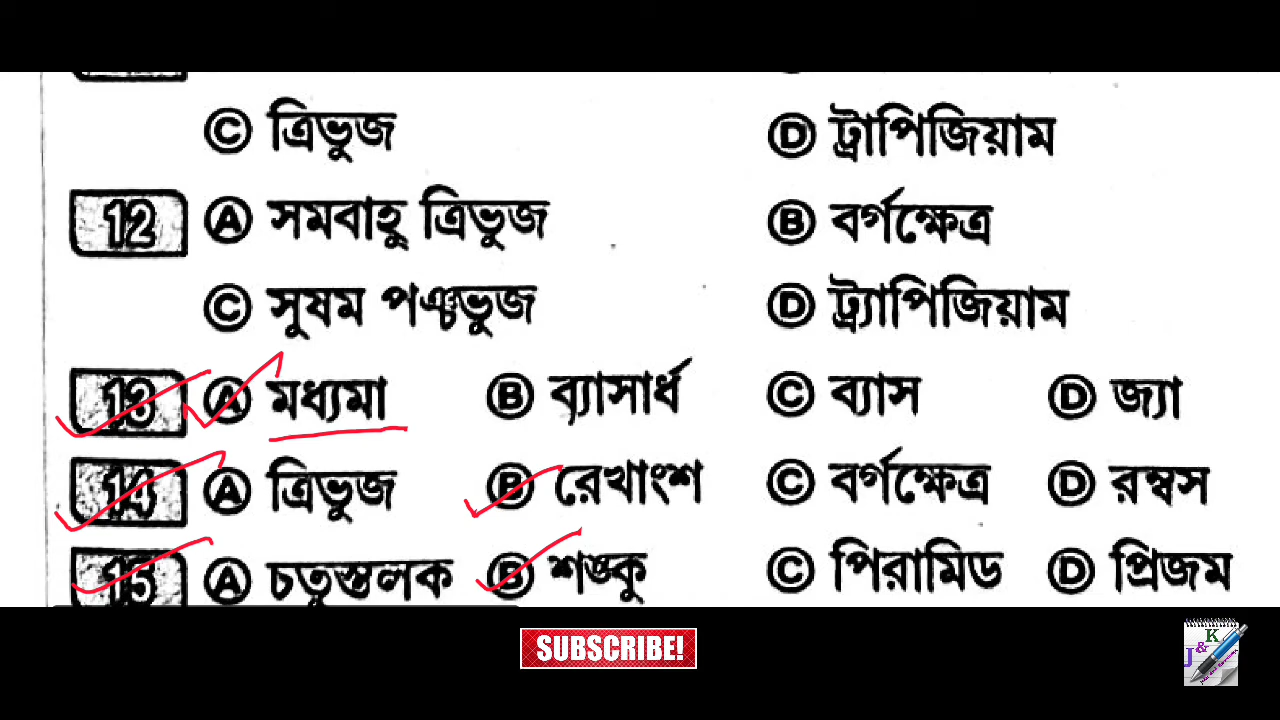 Ⓒ ত্রিভুজ Ⓓ ট্রাপিজিয়াম
12 Ⓐ সমবাহু ত্রিভুজ Ⓑ বর্গক্ষেত্র
Ⓒ সুষম পঞ্চভুজ Ⓓ ট্র্যাপিজিয়াম
13 Ⓐ মধ্যমা Ⓑ ব্যাসার্ধ Ⓒ ব্যাস Ⓓ জ্যা
14 Ⓐ ত্রিভুজ Ⓑ রেখাংশ Ⓒ বর্গক্ষেত্র Ⓓ রম্বস
15 Ⓐ চতুস্তলক Ⓑ শঙ্কু Ⓒ পিরামিড Ⓓ প্রিজম
SUBSCRIBE!
J&K